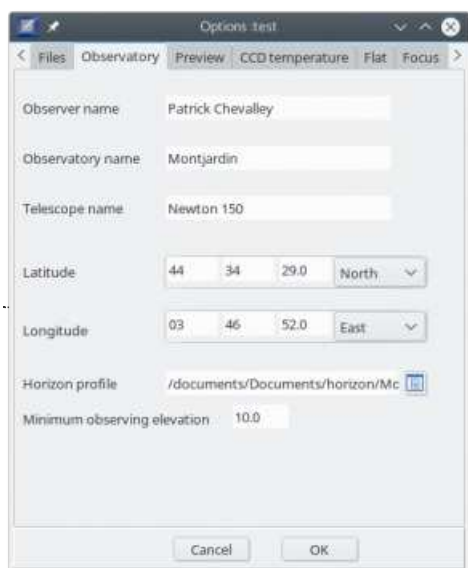 Options :test
Files Observatory Preview CCD temperature Flat Focus
Observer name Patrick Chevalley
Observatory name Montjardin
Telescope name Newton 150
Latitude 44 34 29.0 North
Longitude 03 46 52.0 East
Horizon profile /documents/Documents/horizon/Mc
Minimum observing elevation 10.0
Cancel OK